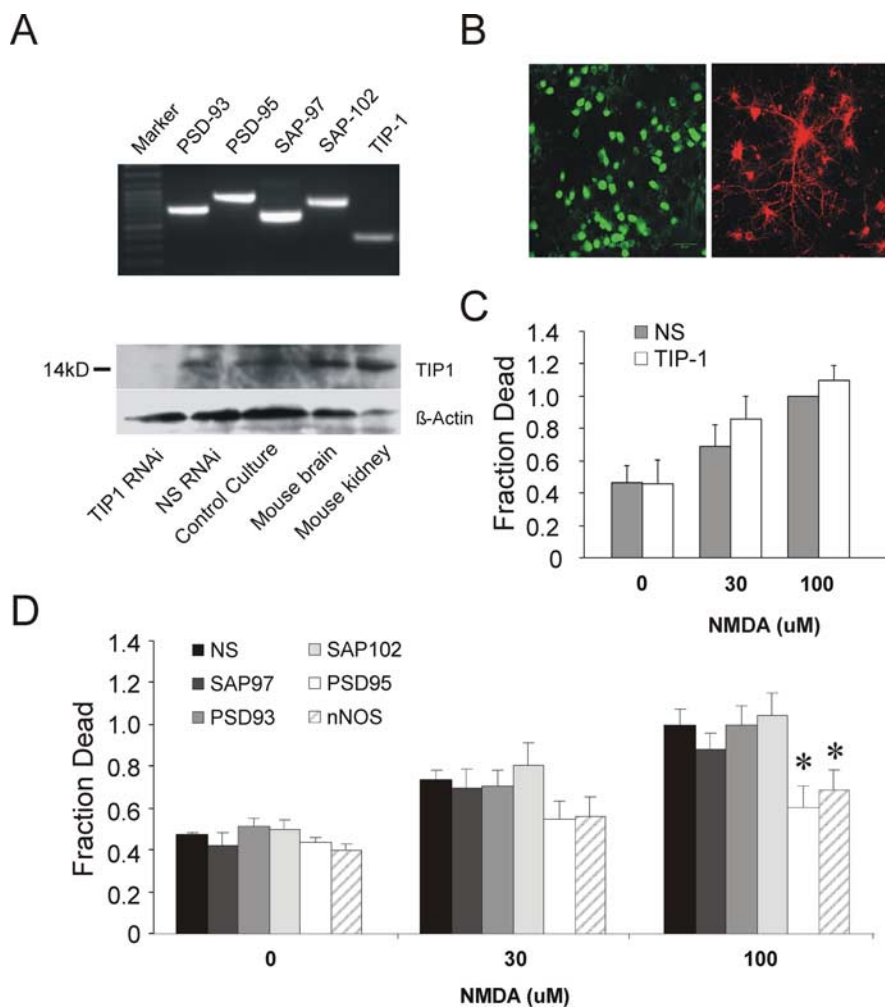 A
Marker
PSD-93
PSD-95
SAP-97
SAP-102
TIP-1
14kD
TIP1
ß-Actin
TIP1 RNAi
NS RNAi
Control Culture
Mouse brain
Mouse kidney
B
C
1.4
1.2
1.0
0.8
0.6
0.4
0.2
0
Fraction Dead
NS
TIP-1
0 30 100
NMDA (uM)
D
1.4
1.2
1.0
0.8
0.6
0.4
0.2
0
Fraction Dead
NS SAP102
SAP97 PSD95
PSD93 nNOS
* *
0 30 100
NMDA (uM)